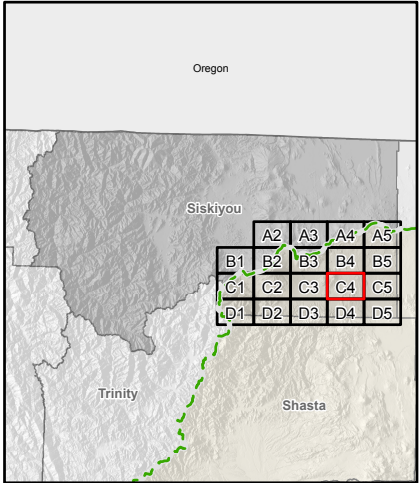 Oregon
Siskiyou
A2 A3 A4 A5
B1 B2 B3 B4 B5
C1 C2 C3 C4 C5
D1 D2 D3 D4 D5
Trinity
Shasta